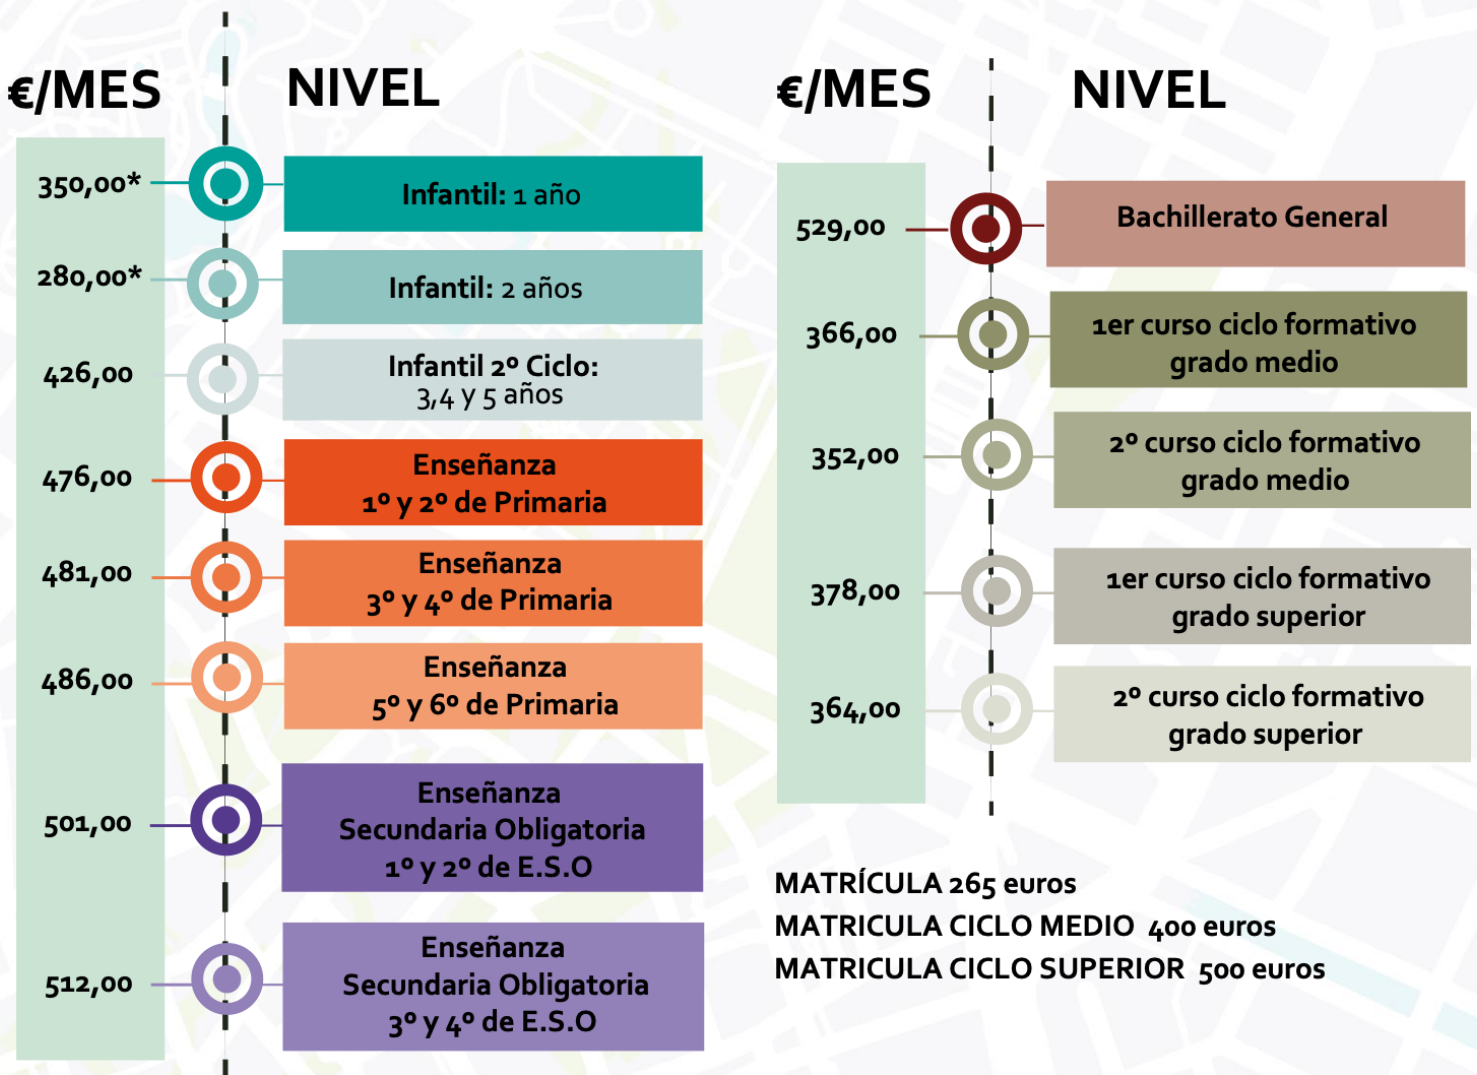 €/MES NIVEL
350,00* Infantil: 1 año
280,00* Infantil: 2 años
426,00 Infantil 2º Ciclo:
3,4 y 5 años
476,00 Enseñanza
1º y 2º de Primaria
481,00 Enseñanza
3º y 4º de Primaria
486,00 Enseñanza
5º y 6º de Primaria
501,00 Enseñanza
Secundaria Obligatoria
1º y 2º de E.S.O
512,00 Enseñanza
Secundaria Obligatoria
3º y 4º de E.S.O
€/MES NIVEL
529,00 Bachillerato General
366,00 1er curso ciclo formativo
grado medio
352,00 2º curso ciclo formativo
grado medio
378,00 1er curso ciclo formativo
grado superior
364,00 2º curso ciclo formativo
grado superior
MATRÍCULA 265 euros
MATRICULA CICLO MEDIO 400 euros
MATRICULA CICLO SUPERIOR 500 euros